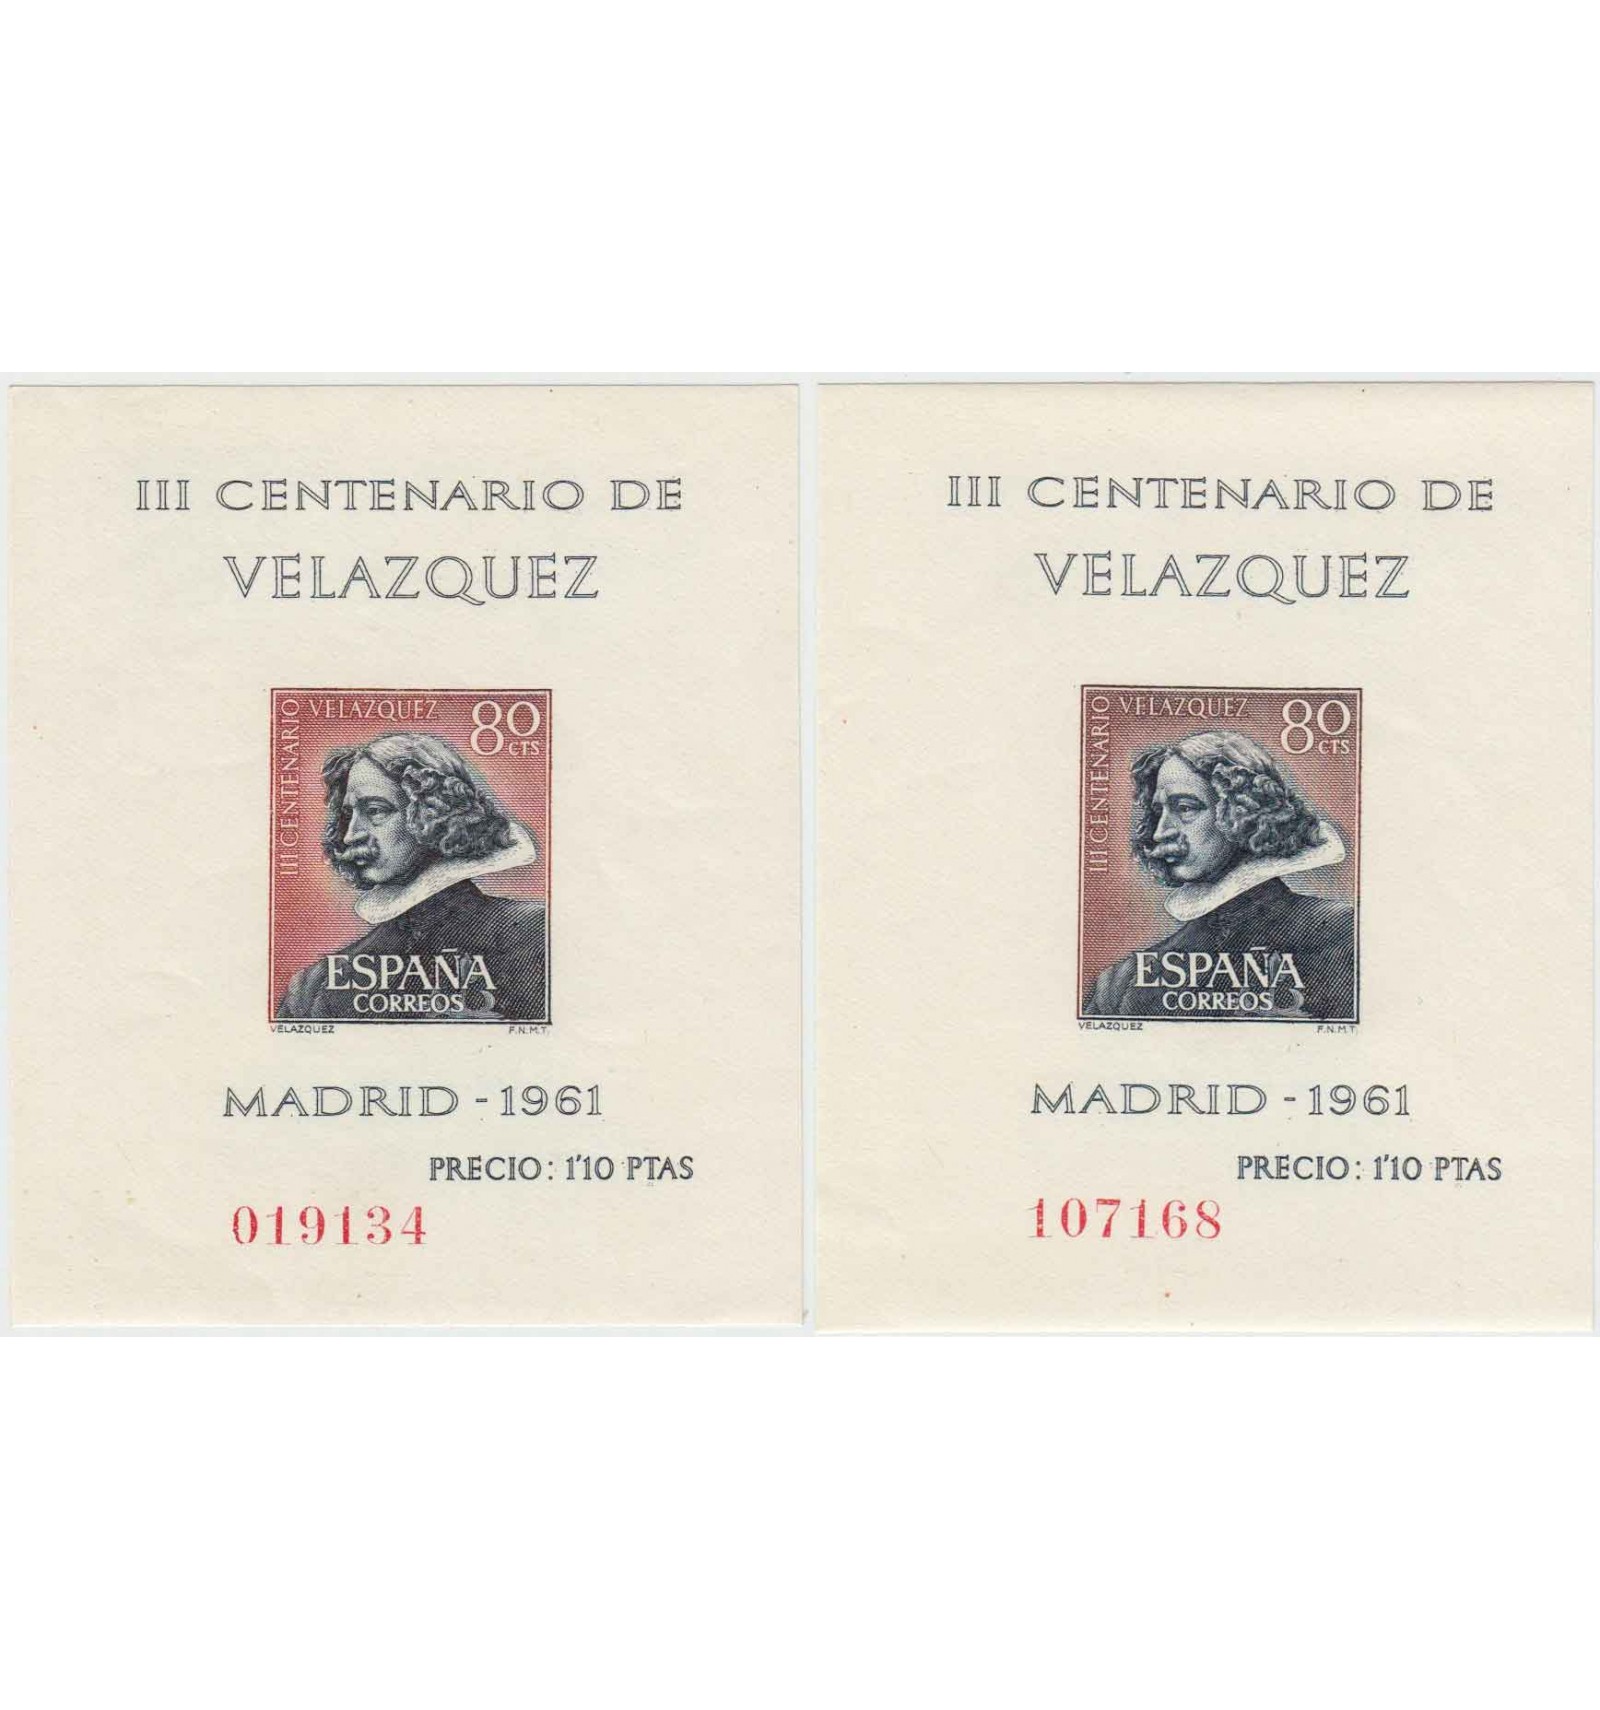 III CENTENARIO DE
VELAZQUEZ
III CENTENARIO VELAZQUEZ 80 CTS
ESPAÑA
CORREOS
VELAZQUEZ F.N.M.T.
MADRID - 1961
PRECIO: 1'10 PTAS
019134
III CENTENARIO DE
VELAZQUEZ
III CENTENARIO VELAZQUEZ 80 CTS
ESPAÑA
CORREOS
VELAZQUEZ F.N.M.T.
MADRID - 1961
PRECIO: 1'10 PTAS
107168